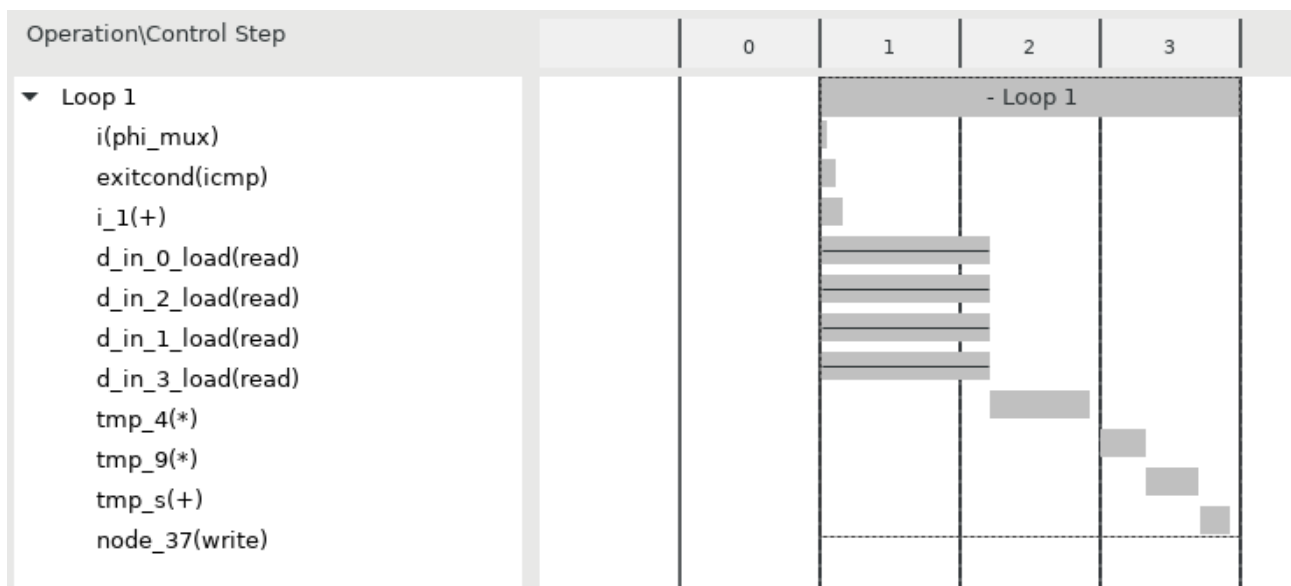 Operation\Control Step
0 1 2 3
Loop 1
- Loop 1
i(phi_mux)
exitcond(icmp)
i_1(+)
d_in_0_load(read)
d_in_2_load(read)
d_in_1_load(read)
d_in_3_load(read)
tmp_4(*)
tmp_9(*)
tmp_s(+)
node_37(write)